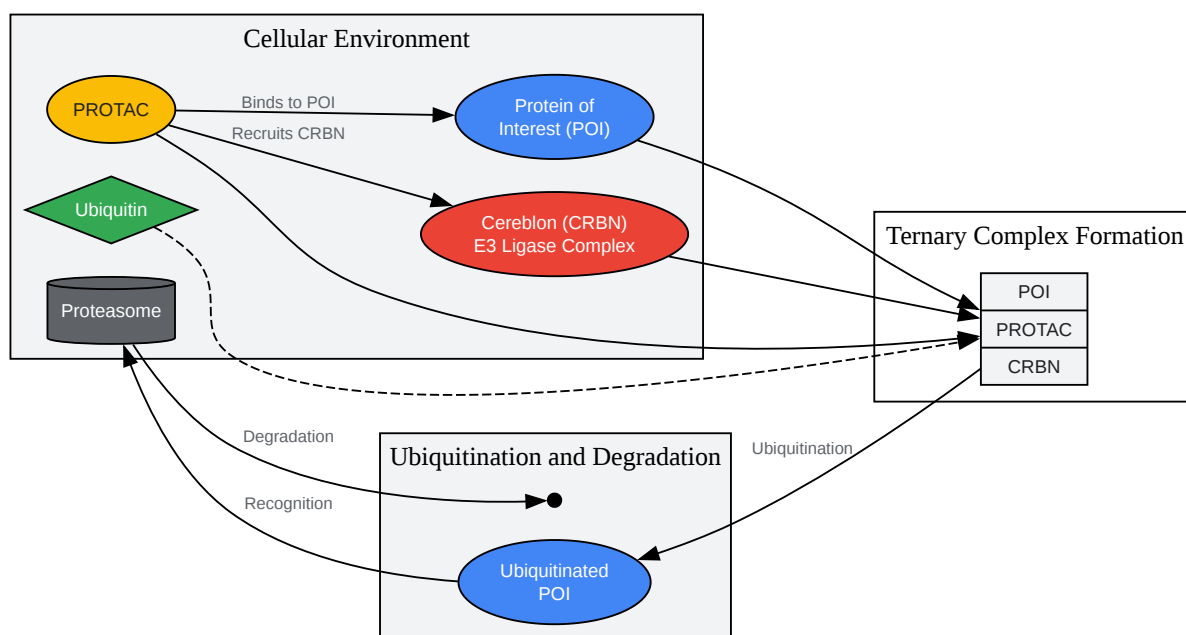 Cellular Environment
PROTAC
Binds to POI
Recruits CRBN
Protein of
Interest (POI)
Ubiquitin
Cereblon (CRBN)
E3 Ligase Complex
Proteasome
Ternary Complex Formation
POI
PROTAC
CRBN
Degradation
Recognition
Ubiquitination and Degradation
Ubiquitination
Ubiquitinated
POI